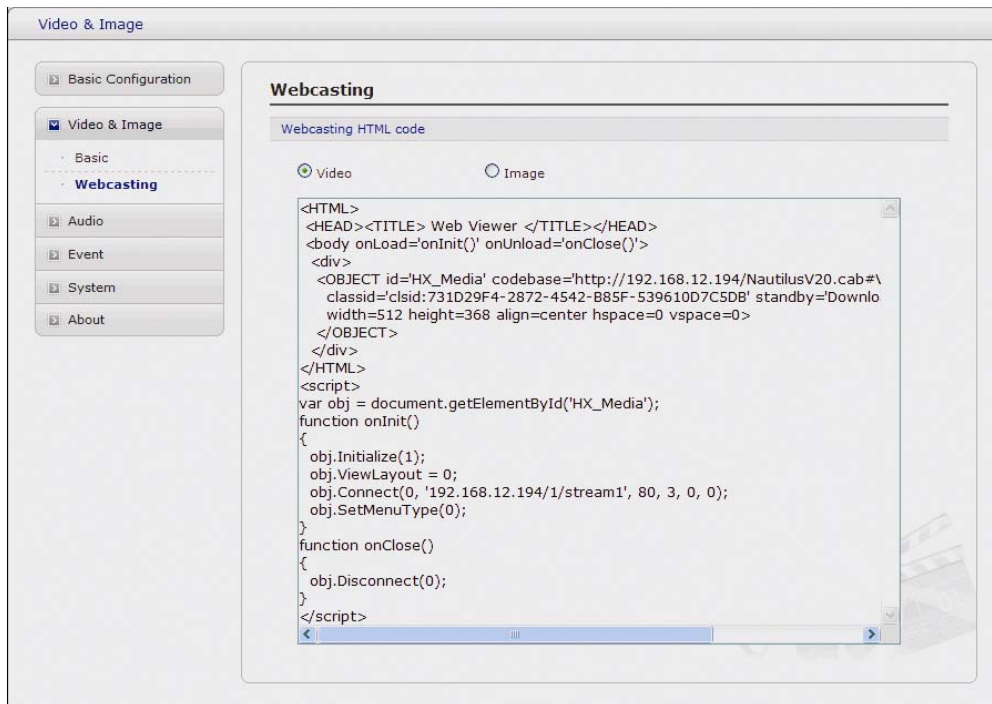 Video & Image
Basic Configuration
Video & Image
Basic
Webcasting
Audio
Event
System
About
Webcasting
Webcasting HTML code
Video
Image
<HTML>
<HEAD><TITLE> Web Viewer </TITLE></HEAD>
<body onLoad='onInit()' onUnload='onClose()'>
<div>
<OBJECT id='HX_Media' codebase='http://192.168.12.194/NautilusV20.cab#\
classid='clsid:731D29F4-2872-4542-B85F-539610D7C5DB' standby='Downlo
width=512 height=368 align=center hspace=0 vspace=0>
</OBJECT>
</div>
</HTML>
<script>
var obj = document.getElementById('HX_Media');
function onInit()
{
obj.Initialize(1);
obj.ViewLayout = 0;
obj.Connect(0, '192.168.12.194/1/stream1', 80, 3, 0, 0);
obj.SetMenuType(0);
}
function onClose()
{
obj.Disconnect(0);
}
</script>